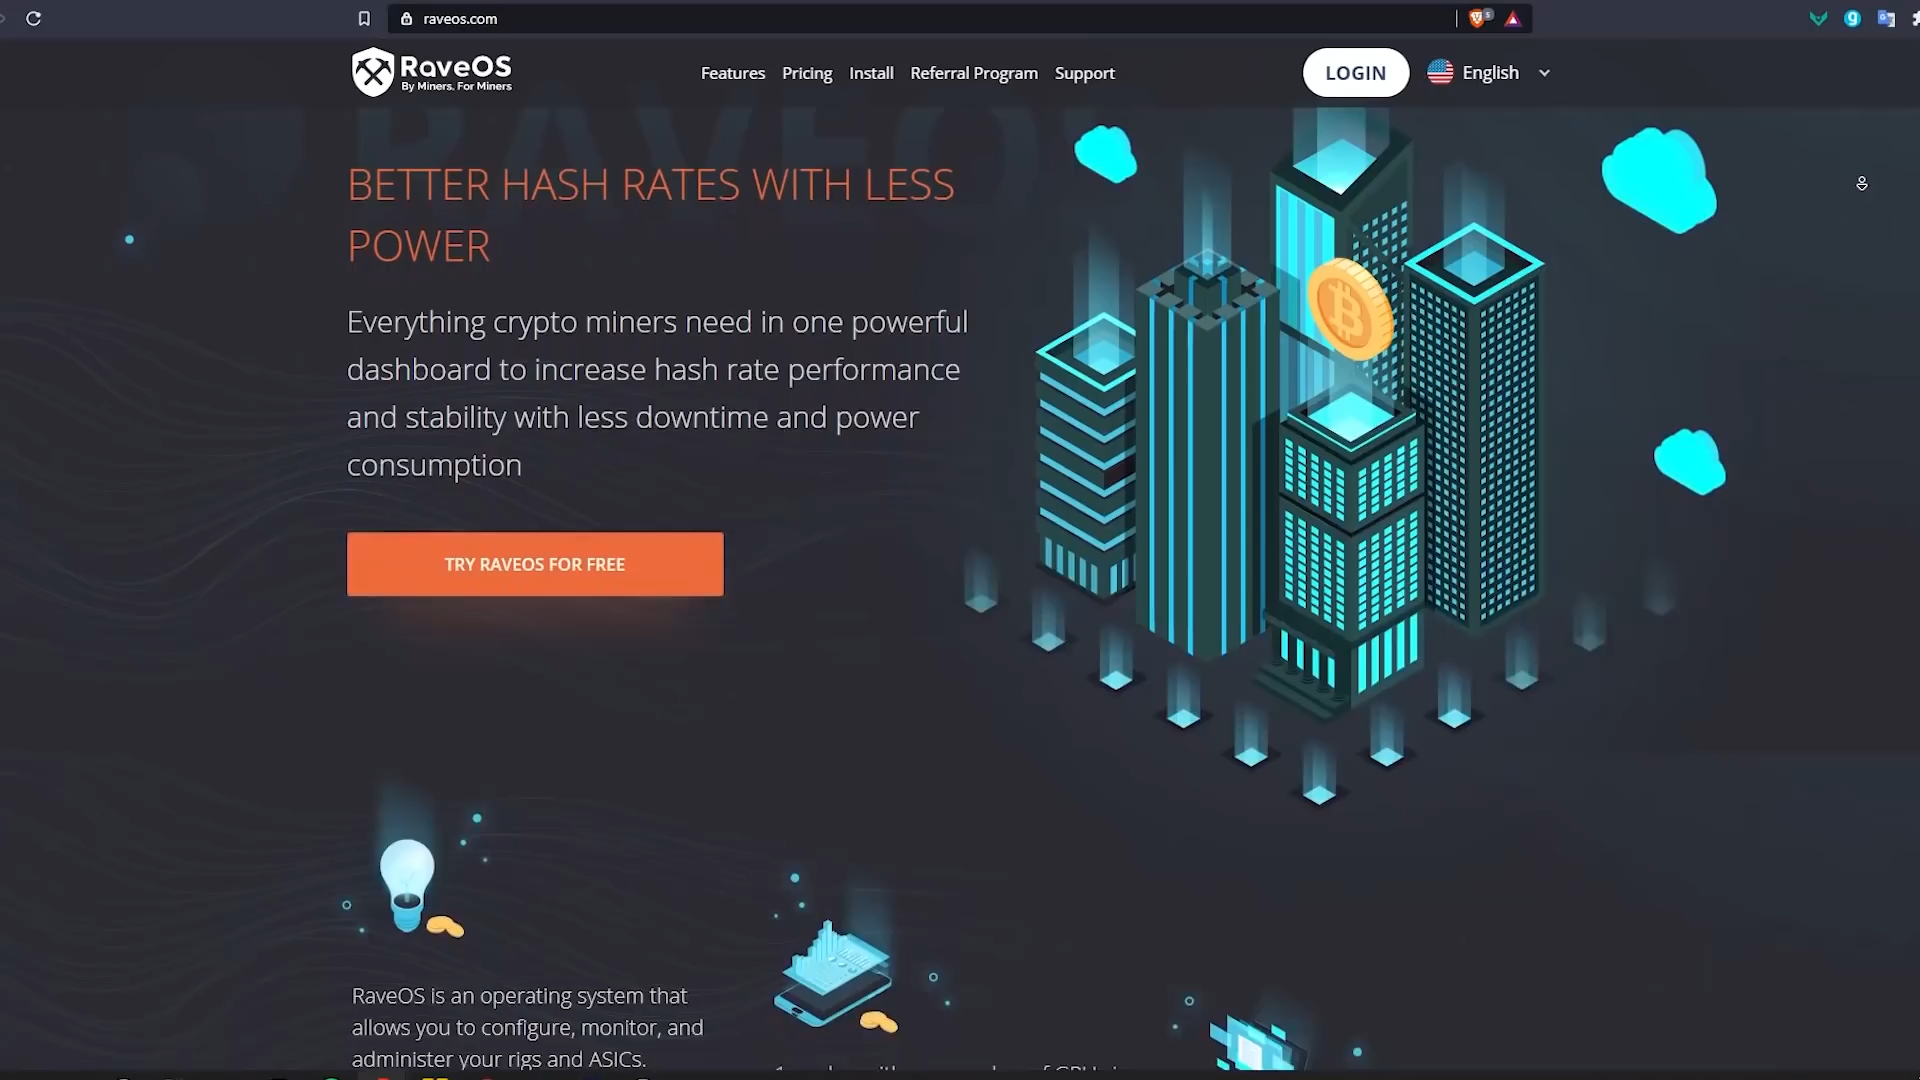 raveos.com
RaveOS
By Miners. For Miners
Features Pricing Install Referral Program Support
LOGIN
English
BETTER HASH RATES WITH LESS
POWER
Everything crypto miners need in one powerful
dashboard to increase hash rate performance
and stability with less downtime and power
consumption
TRY RAVEOS FOR FREE
RaveOS is an operating system that
allows you to configure, monitor, and
administer your rigs and ASICs.